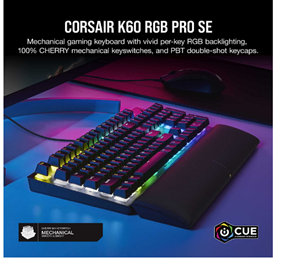 CORSAIR K60 RGB PRO SE
Mechanical gaming keyboard with vivid per-key RGB backlighting,
100% CHERRY mechanical keyswitches, and PBT double-shot keycaps.
MECHANICAL
CUE